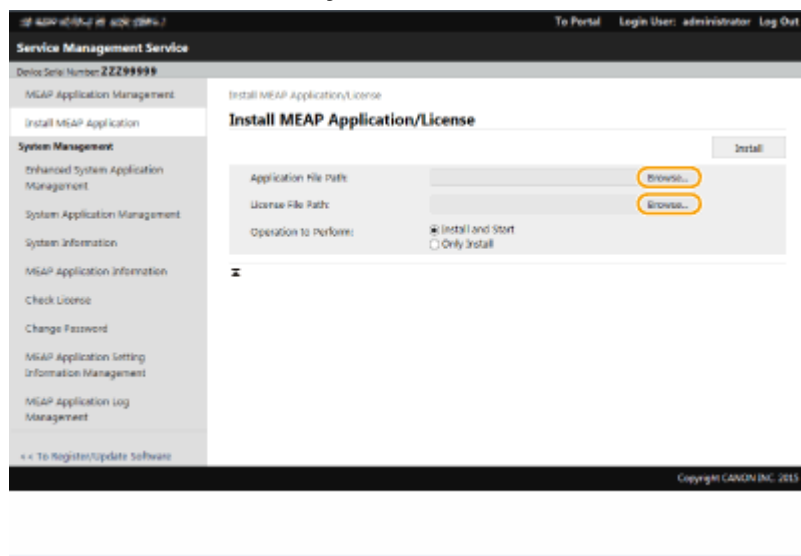 To Portal Login User: administrator Log Out
Service Management Service
Device Serial Number: ZZZ99999
MEAP Application Management
Install MEAP Application/License
Install MEAP Application
Install MEAP Application/License
System Management
Install
Enhanced System Application
Management
Application File Path:
Browse...
License File Path:
Browse...
System Application Management
Operation to Perform:
Install and Start
Only Install
System Information
MEAP Application Information
Check License
Change Password
MEAP Application Setting
Information Management
MEAP Application Log
Management
<< To Register/Update Software
Copyright CANON INC. 2015